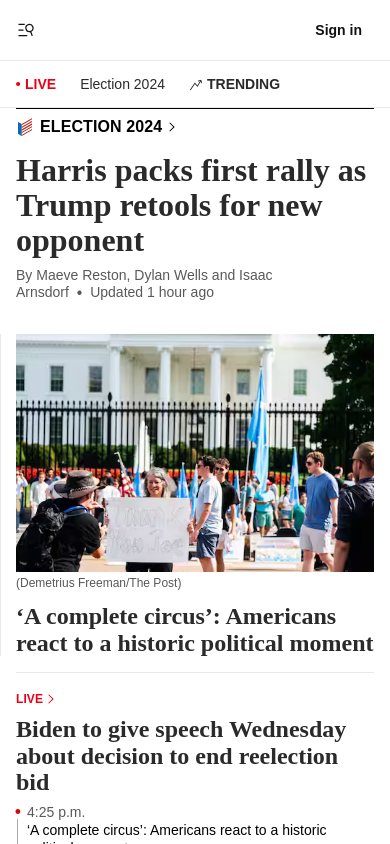 Sign in
LIVE
Election 2024
TRENDING
ELECTION 2024
Harris packs first rally as
Trump retools for new
opponent
By Maeve Reston, Dylan Wells and Isaac
Arnsdorf • Updated 1 hour ago
(Demetrius Freeman/The Post)
‘A complete circus’: Americans
react to a historic political moment
LIVE
Biden to give speech Wednesday
about decision to end reelection
bid
4:25 p.m.
‘A complete circus’: Americans react to a historic